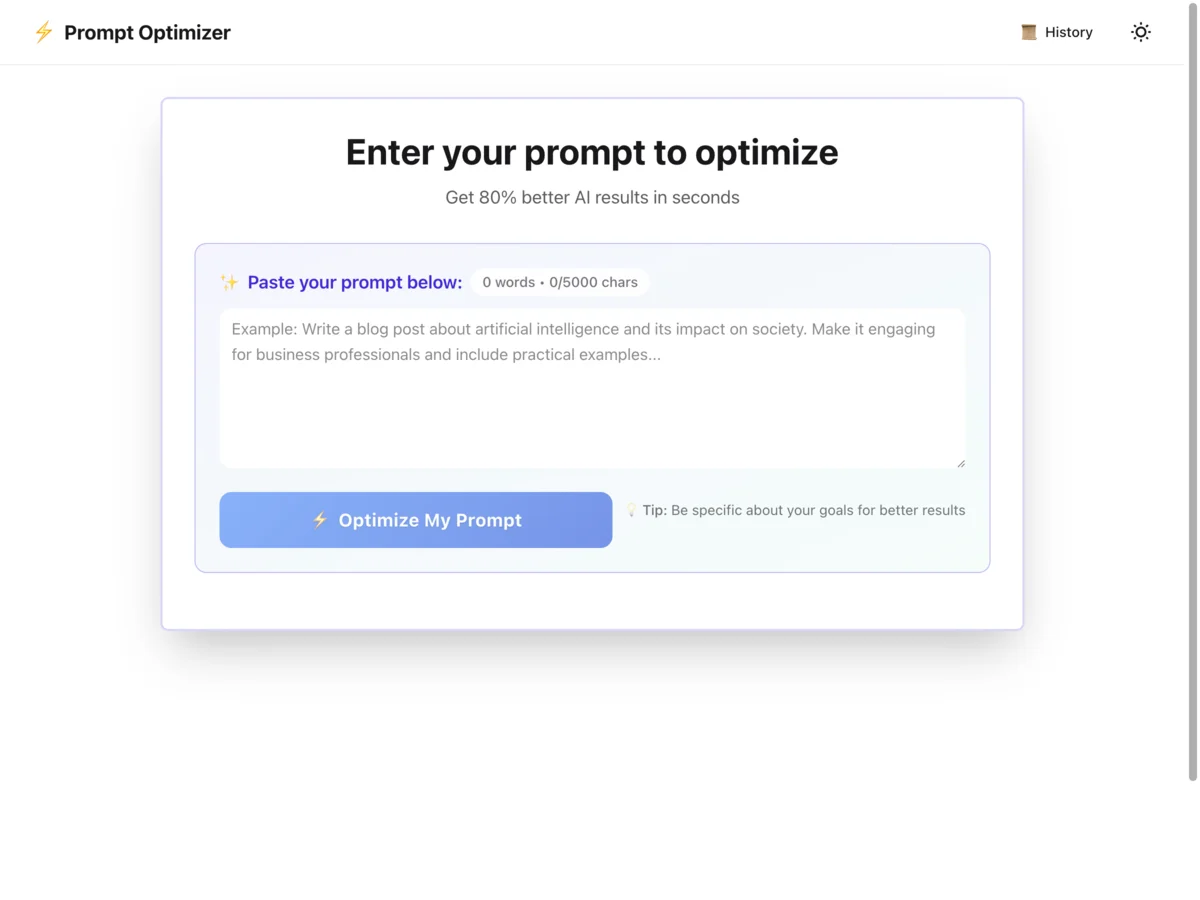 ⚡ Prompt Optimizer
📜 History
Enter your prompt to optimize
Get 80% better AI results in seconds
✨ Paste your prompt below: 0 words • 0/5000 chars
Example: Write a blog post about artificial intelligence and its impact on society. Make it engaging
for business professionals and include practical examples...
⚡ Optimize My Prompt
💡 Tip: Be specific about your goals for better results